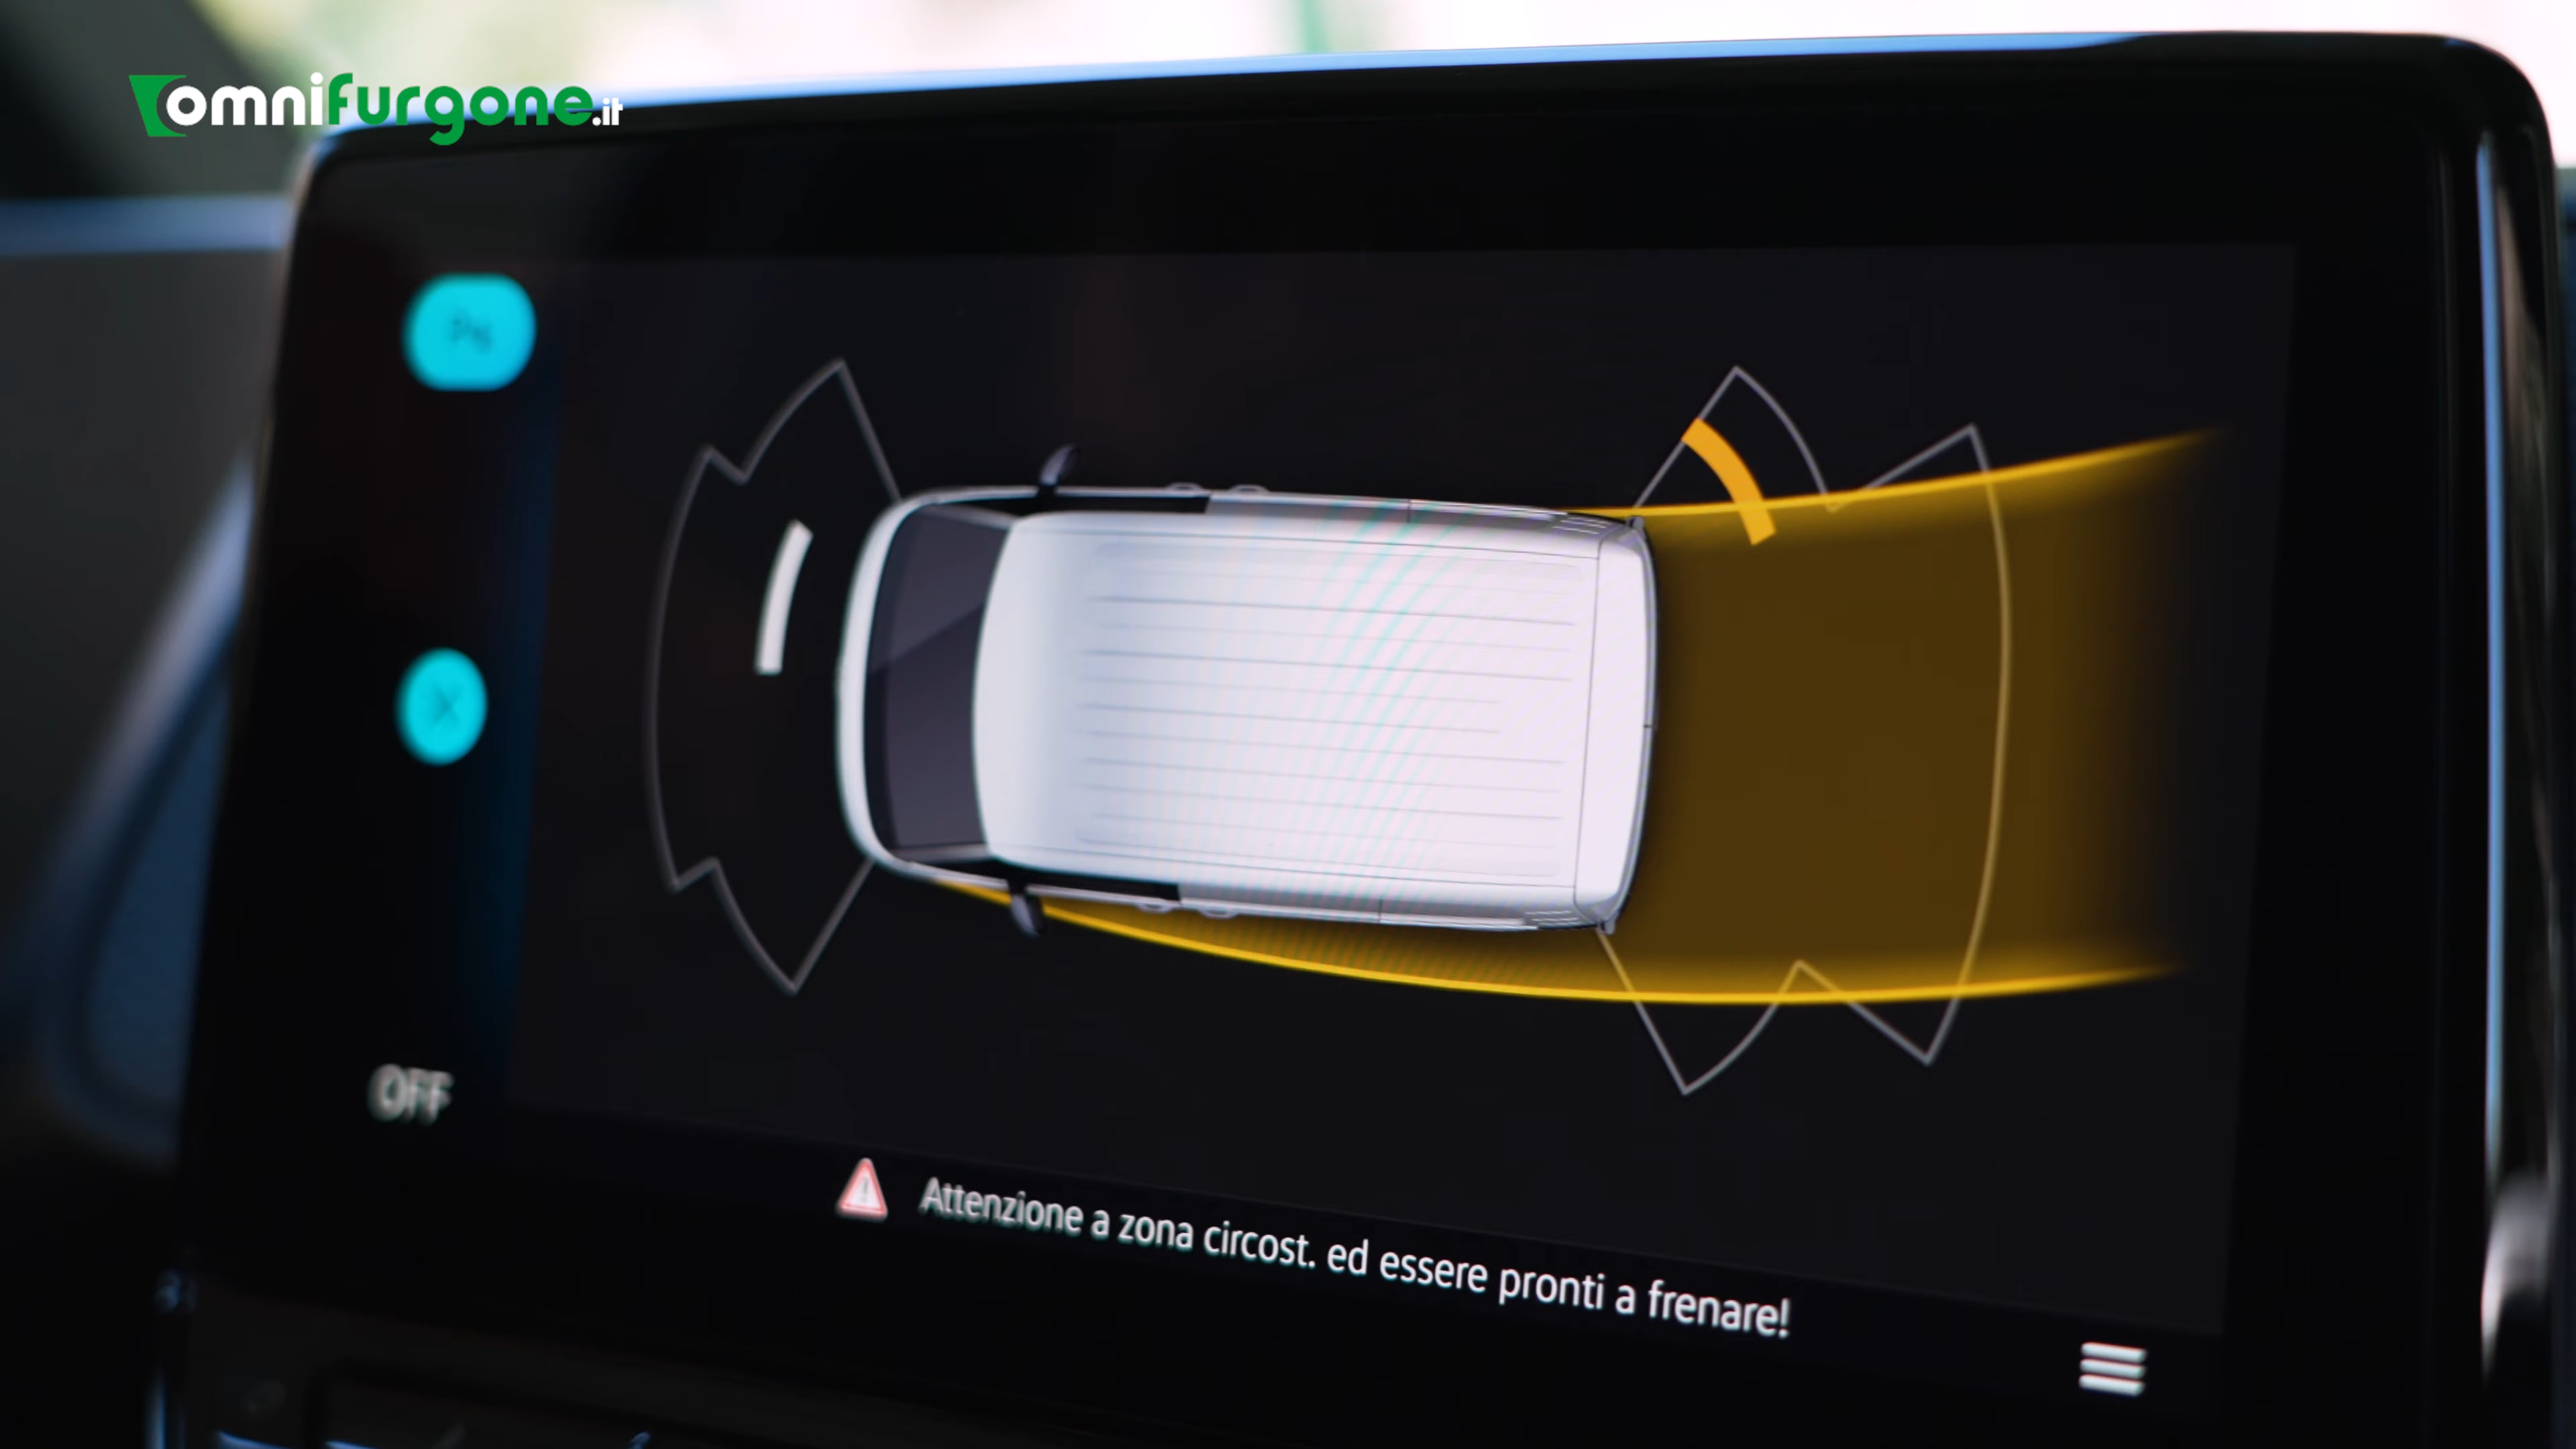 omnifurgone.it
OFF
Attenzione a zona circost. ed essere pronti a frenare!